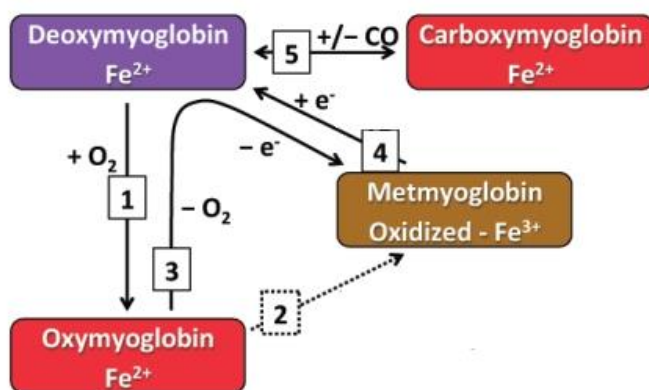 Deoxymyoglobin
Fe²⁺
5
+/− CO
Carboxymyoglobin
Fe²⁺
+ e⁻
+ O₂
− e⁻
4
1
− O₂
Metmyoglobin
Oxidized - Fe³⁺
3
2
Oxymyoglobin
Fe²⁺